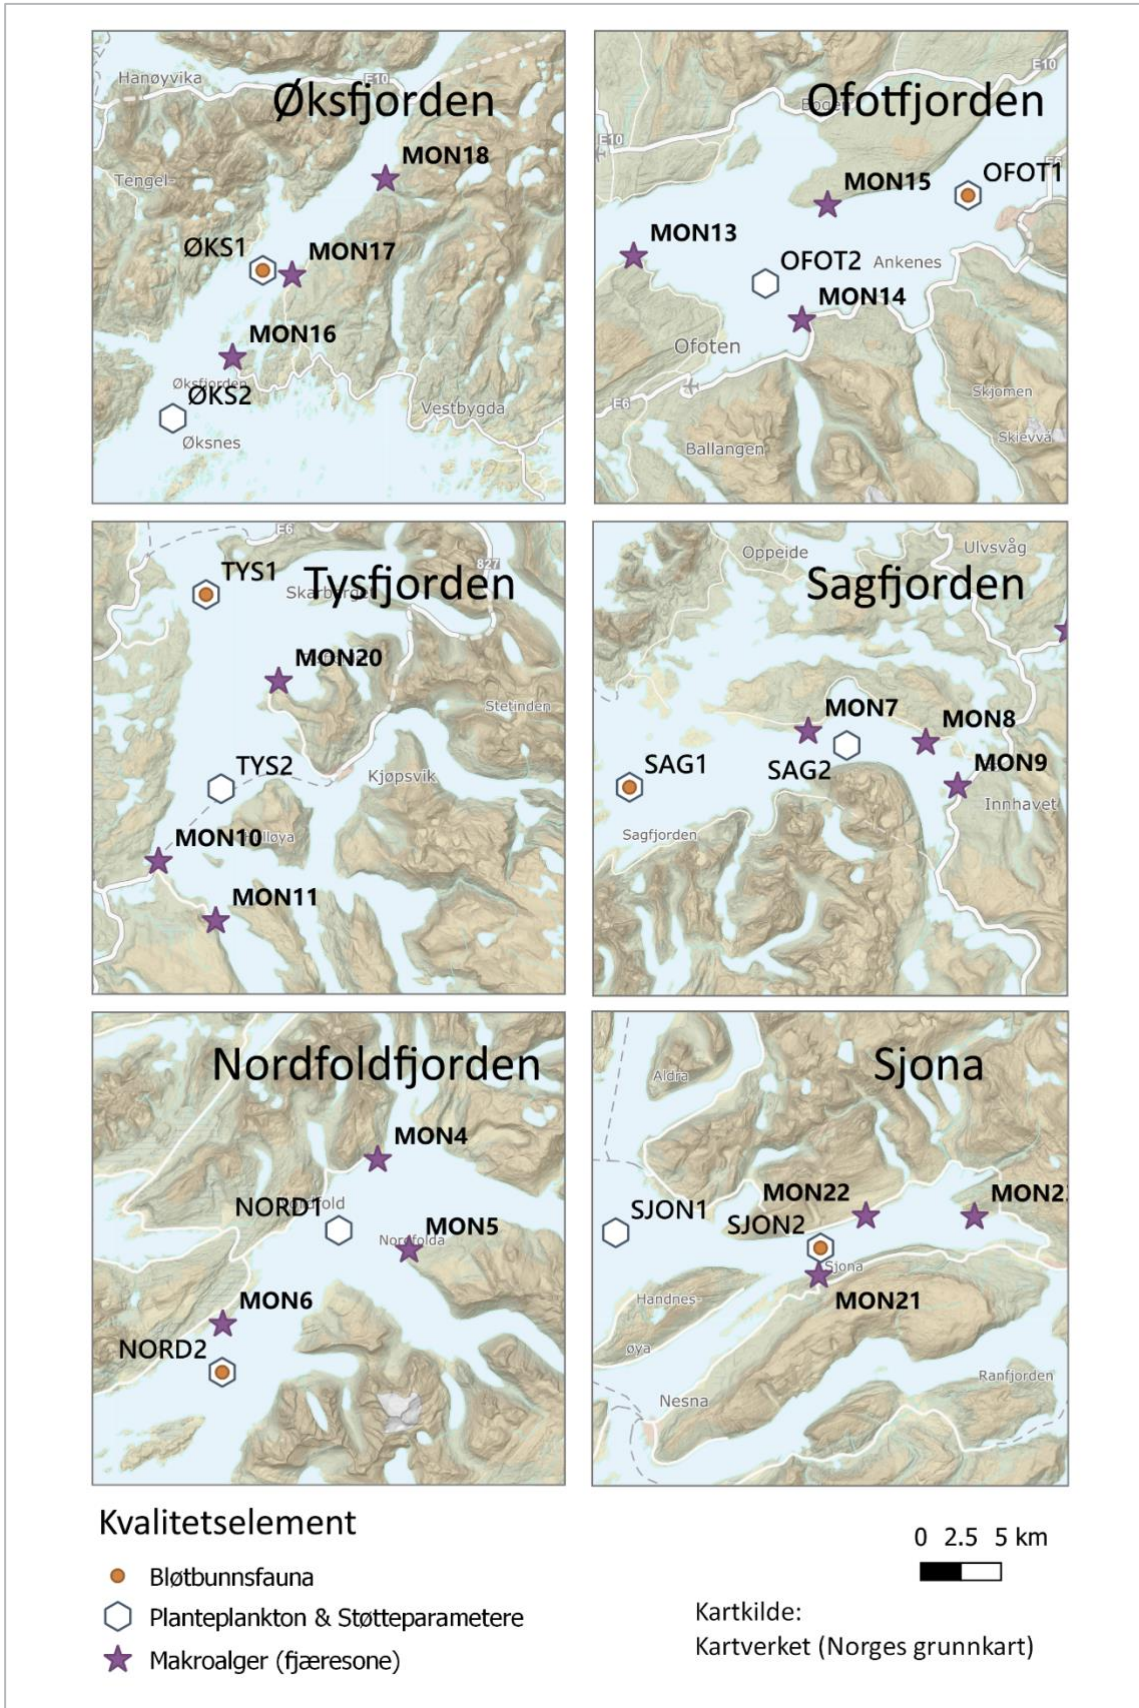 Hanøyvika
E10
Øksfjorden
MON18
Tengel-
ØKS1
MON17
MON16
Øksfjorden
ØKS2
Vestbygda
Øksnes
E10
Ofotfjorden
Bogen
E10
OFOT1
MON15
MON13
OFOT2
Ankenes
MON14
Ofoten
E6
Skjomen
Ballangen
Skievvá
E6
TYS1
827
Skarberget
Tysfjorden
MON20
Stetinden
TYS2
Kjøpsvik
MON10
MON11
Oppeide
Ulvsvåg
Sagfjorden
MON7
MON8
SAG1
SAG2
MON9
Innhavet
Sagfjorden
Nordfoldfjorden
MON4
NORD1
MON5
Nordfolda
MON6
NORD2
Sjona
Aldra
MON22
SJON1
SJON2
Sjona
MON21
Handnes-
øya
Ranfjorden
Nesna
Kvalitetselement
Bløtbunnsfauna
Planteplankton & Støtteparametere
Makroalger (fjæresone)
0 2.5 5 km
Kartkilde:
Kartverket (Norges grunnkart)